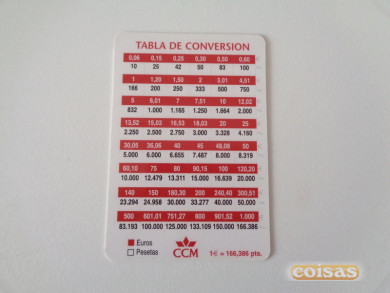 TABLA DE CONVERSION
0,06 0,15 0,25 0,30 0,50 0,60
10 25 42 50 83 100
1 1,20 1,50 2 3,01 4,51
166 200 250 333 500 750
5 6,01 7 7,51 10 12,02
832 1.000 1.165 1.250 1.664 2.000
13,52 15,03 16,53 18,03 20 25
2.250 2.500 2.750 3.000 3.328 4.160
30,05 36,06 40 45 48,08 50
5.000 6.000 6.655 7.487 8.000 8.319
60,10 75 80 90,15 100 120,20
10.000 12.479 13.311 15.000 16.639 20.000
140 150 180,30 200 240,40 300,51
23.294 24.958 30.000 33.277 40.000 50.000
500 601,01 751,27 800 901,52 1.000
83.193 100.000 125.000 133.109 150.000 166.386
Euros
Pesetas
CCM
1€ = 166,386 pts.
coisas